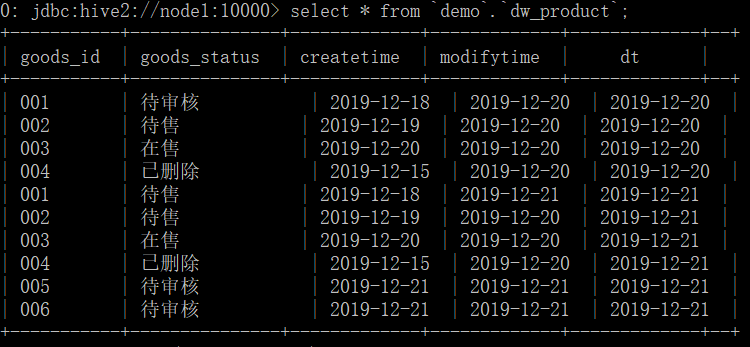 0: jdbc:hive2://node1:10000> select * from `demo`.`dw_product`;
+-----------+---------------+-------------+-------------+-------------+--+
| goods_id | goods_status | createtime | modifytime | dt |
+-----------+---------------+-------------+-------------+-------------+--+
| 001 | 待审核 | 2019-12-18 | 2019-12-20 | 2019-12-20 |
| 002 | 待售 | 2019-12-19 | 2019-12-20 | 2019-12-20 |
| 003 | 在售 | 2019-12-20 | 2019-12-20 | 2019-12-20 |
| 004 | 已删除 | 2019-12-15 | 2019-12-20 | 2019-12-20 |
| 001 | 待售 | 2019-12-18 | 2019-12-21 | 2019-12-21 |
| 002 | 待售 | 2019-12-19 | 2019-12-20 | 2019-12-21 |
| 003 | 在售 | 2019-12-20 | 2019-12-20 | 2019-12-21 |
| 004 | 已删除 | 2019-12-15 | 2019-12-20 | 2019-12-21 |
| 005 | 待审核 | 2019-12-21 | 2019-12-21 | 2019-12-21 |
| 006 | 待审核 | 2019-12-21 | 2019-12-21 | 2019-12-21 |
+-----------+---------------+-------------+-------------+-------------+--+